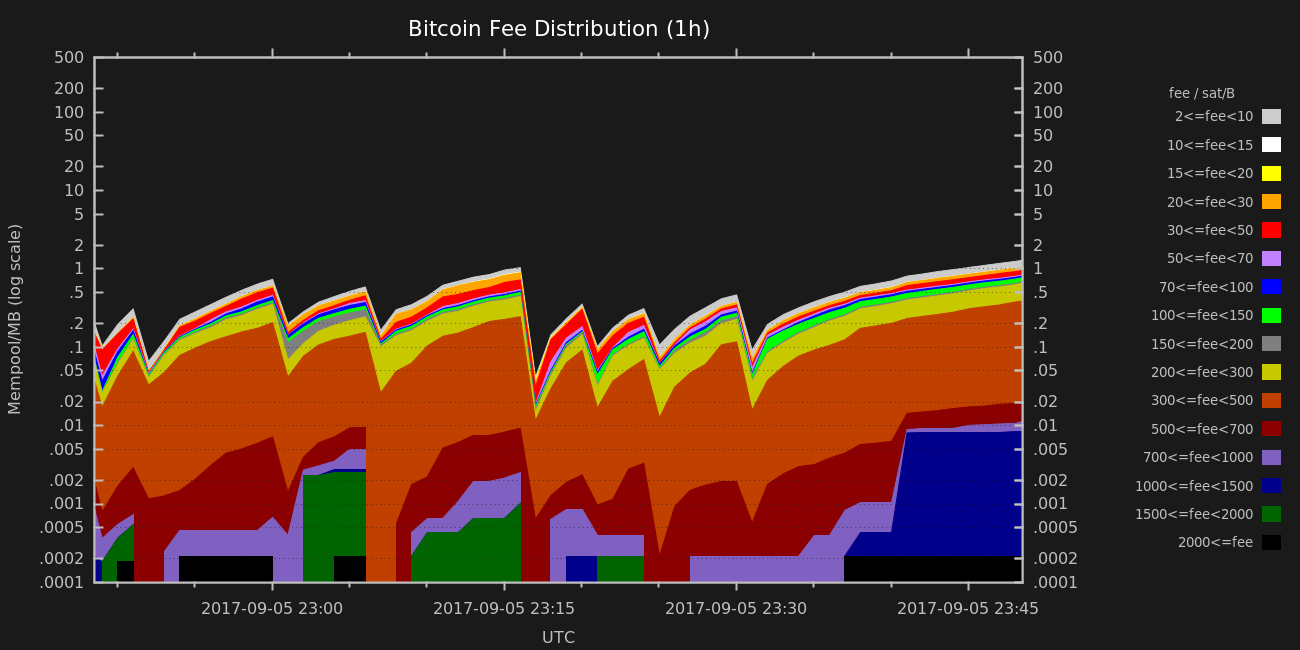 Bitcoin Fee Distribution (1h)
Mempool/MB (log scale)
500
200
100
50
20
10
5
2
1
.5
.2
.1
.05
.02
.01
.005
.002
.001
.0005
.0002
.0001
500
200
100
50
20
10
5
2
1
.5
.2
.1
.05
.02
.01
.005
.002
.001
.0005
.0002
.0001
2017-09-05 23:00
2017-09-05 23:15
2017-09-05 23:30
2017-09-05 23:45
UTC
fee / sat/B
2<=fee<10
10<=fee<15
15<=fee<20
20<=fee<30
30<=fee<50
50<=fee<70
70<=fee<100
100<=fee<150
150<=fee<200
200<=fee<300
300<=fee<500
500<=fee<700
700<=fee<1000
1000<=fee<1500
1500<=fee<2000
2000<=fee